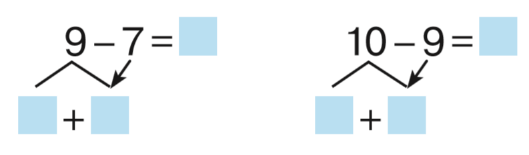 9 – 7 =
10 – 9 =
+
+